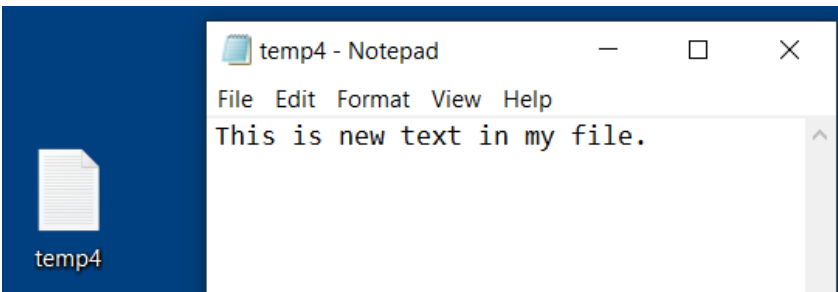 temp4 - Notepad
File Edit Format View Help
This is new text in my file.
temp4